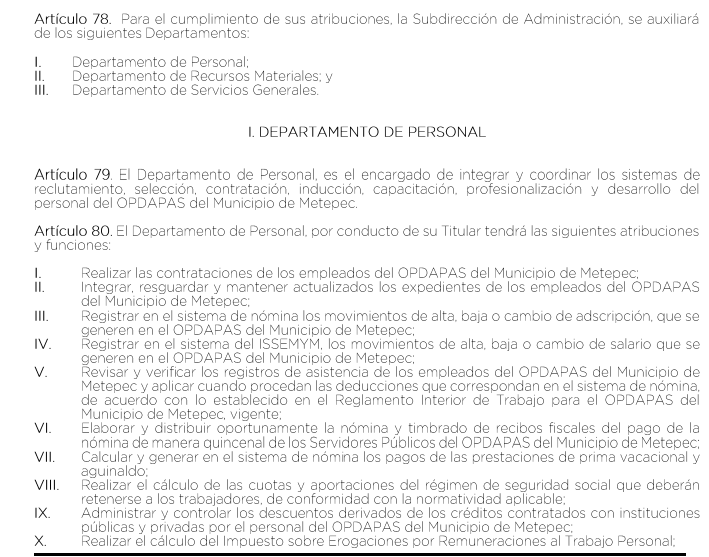 Artículo 78. Para el cumplimiento de sus atribuciones, la Subdirección de Administración, se auxiliará
de los siguientes Departamentos:
I. Departamento de Personal;
II. Departamento de Recursos Materiales; y
III. Departamento de Servicios Generales.
I. DEPARTAMENTO DE PERSONAL
Artículo 79. El Departamento de Personal, es el encargado de integrar y coordinar los sistemas de
reclutamiento, selección, contratación, inducción, capacitación, profesionalización y desarrollo del
personal del OPDAPAS del Municipio de Metepec.
Artículo 80. El Departamento de Personal, por conducto de su Titular tendrá las siguientes atribuciones
y funciones:
I. Realizar las contrataciones de los empleados del OPDAPAS del Municipio de Metepec;
II. Integrar, resguardar y mantener actualizados los expedientes de los empleados del OPDAPAS
del Municipio de Metepec;
III. Registrar en el sistema de nómina los movimientos de alta, baja o cambio de adscripción, que se
generen en el OPDAPAS del Municipio de Metepec;
IV. Registrar en el sistema del ISSEMYM, los movimientos de alta, baja o cambio de salario que se
generen en el OPDAPAS del Municipio de Metepec;
V. Revisar y verificar los registros de asistencia de los empleados del OPDAPAS del Municipio de
Metepec y aplicar cuando procedan las deducciones que correspondan en el sistema de nómina,
de acuerdo con lo establecido en el Reglamento Interior de Trabajo para el OPDAPAS del
Municipio de Metepec, vigente;
VI. Elaborar y distribuir oportunamente la nómina y timbrado de recibos fiscales del pago de la
nómina de manera quincenal de los Servidores Públicos del OPDAPAS del Municipio de Metepec;
VII. Calcular y generar en el sistema de nómina los pagos de las prestaciones de prima vacacional y
aguinaldo;
VIII. Realizar el cálculo de las cuotas y aportaciones del régimen de seguridad social que deberán
retenerse a los trabajadores, de conformidad con la normatividad aplicable;
IX. Administrar y controlar los descuentos derivados de los créditos contratados con instituciones
públicas y privadas por el personal del OPDAPAS del Municipio de Metepec;
X. Realizar el cálculo del Impuesto sobre Erogaciones por Remuneraciones al Trabajo Personal;